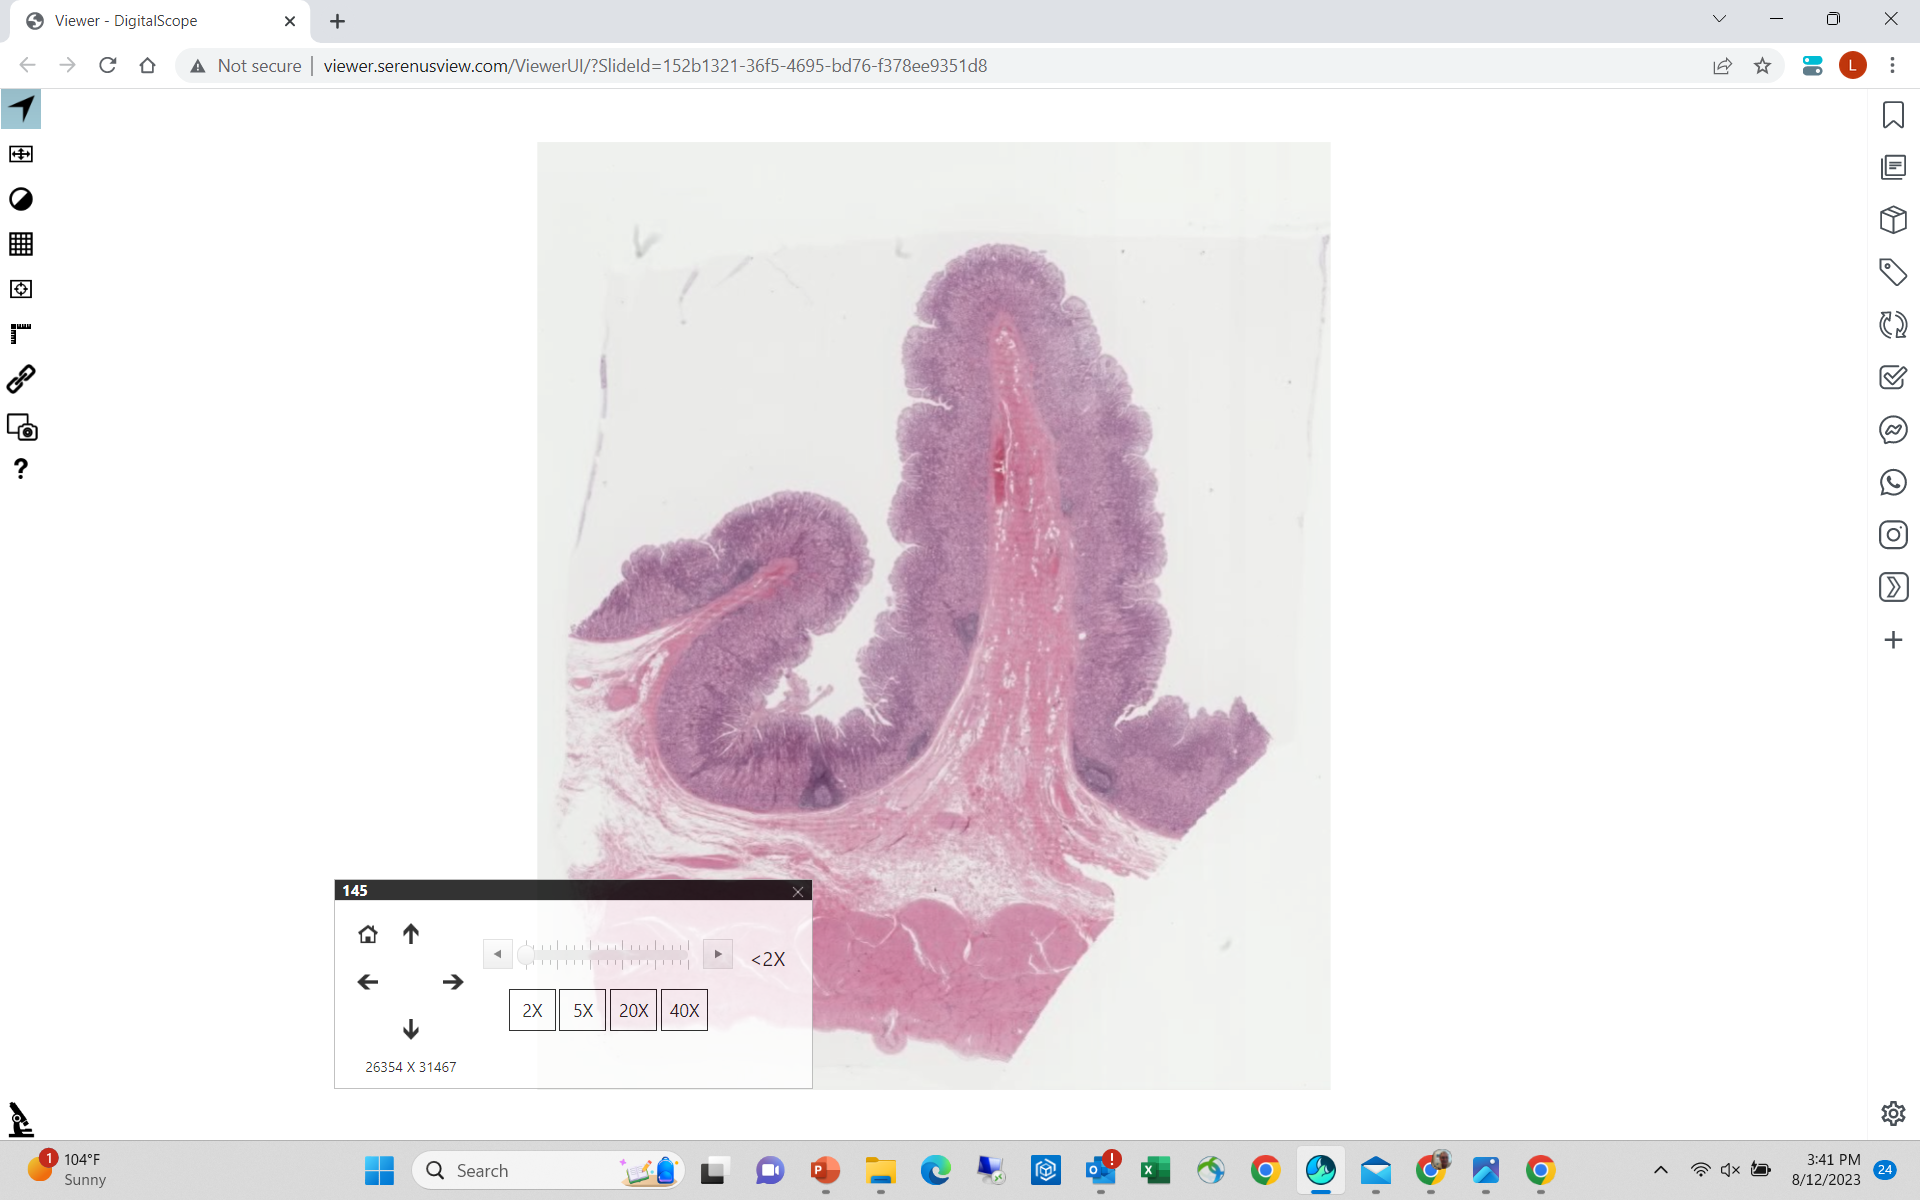 Viewer - DigitalScope
Not secure | viewer.serenusview.com/ViewerUI/?SlideId=152b1321-36f5-4695-bd76-f378ee9351d8
L
?
145
<2X
2X 5X 20X 40X
26354 X 31467
1
104°F
Sunny
Search
3:41 PM
8/12/2023
24